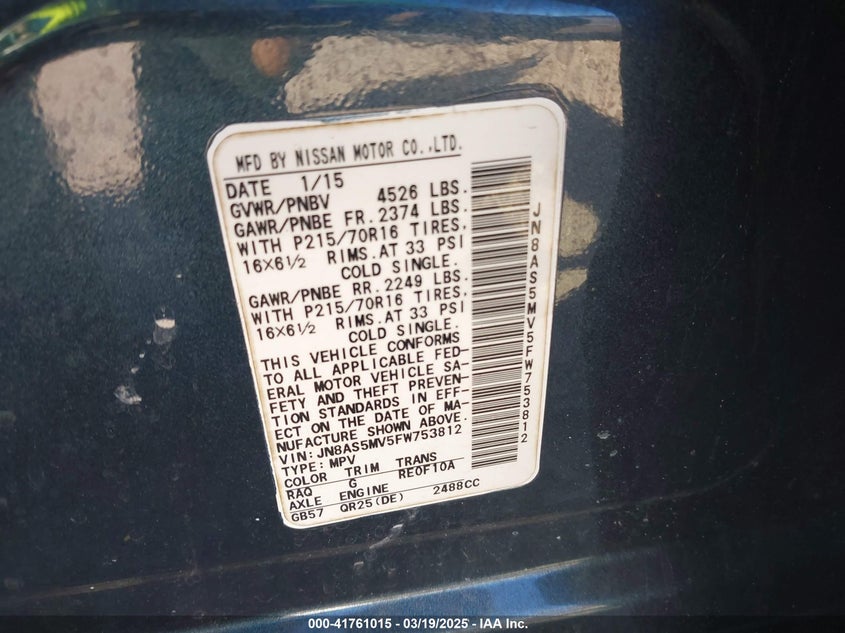 MFD BY NISSAN MOTOR CO.,LTD.
DATE 1/15
GVWR/PNBV 4526 LBS.
GAWR/PNBE FR. 2374 LBS.
WITH P215/70R16 TIRES,
16X6½ RIMS.AT 33 PSI
COLD SINGLE.
GAWR/PNBE RR. 2249 LBS.
WITH P215/70R16 TIRES,
16X6½ RIMS.AT 33 PSI
COLD SINGLE.
THIS VEHICLE CONFORMS
TO ALL APPLICABLE FED-
ERAL MOTOR VEHICLE SA-
FETY AND THEFT PREVEN-
TION STANDARDS IN EFF-
ECT ON THE DATE OF MA-
NUFACTURE SHOWN ABOVE.
VIN:JN8AS5MV5FW753812
TYPE:MPV
COLOR TRIM TRANS
RAQ G RE0F10A
AXLE ENGINE
GB57 QR25(DE) 2488CC
JN8AS5MV5FW753812
000-41761015 - 03/19/2025 - IAA Inc.